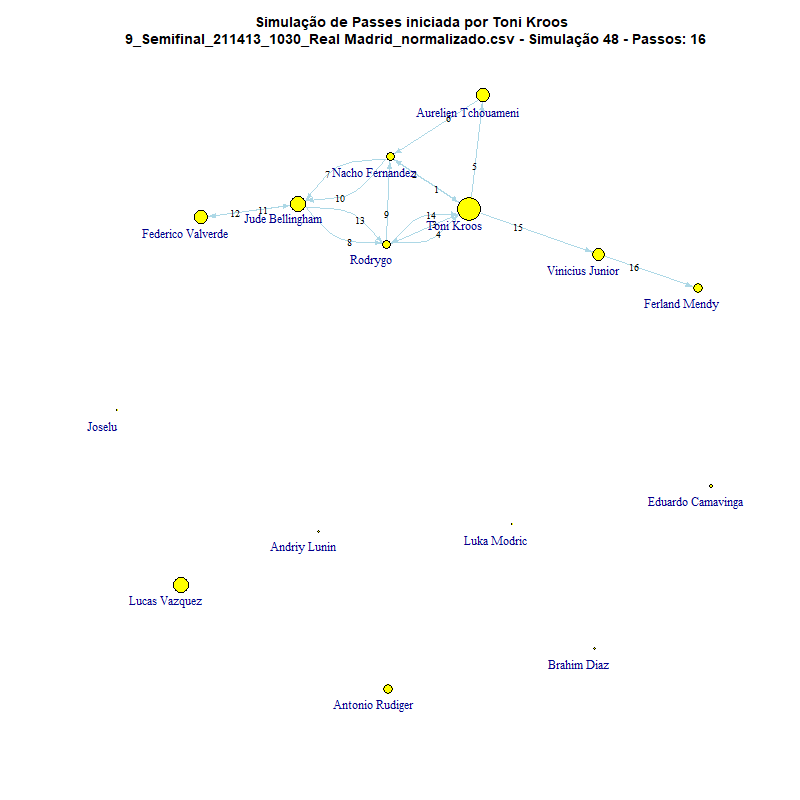 Simulação de Passes iniciada por Toni Kroos
9_Semifinal_211413_1030_Real Madrid_normalizado.csv - Simulação 48 - Passos: 16
Aurelien Tchouameni
6
5
Nacho Fernandez
7
2
1
10
9
12
11
Jude Bellingham
13
14
Toni Kroos
15
Federico Valverde
8
4
Rodrygo
Vinicius Junior
16
Ferland Mendy
Joselu
Eduardo Camavinga
Andriy Lunin
Luka Modric
Lucas Vazquez
Brahim Diaz
Antonio Rudiger